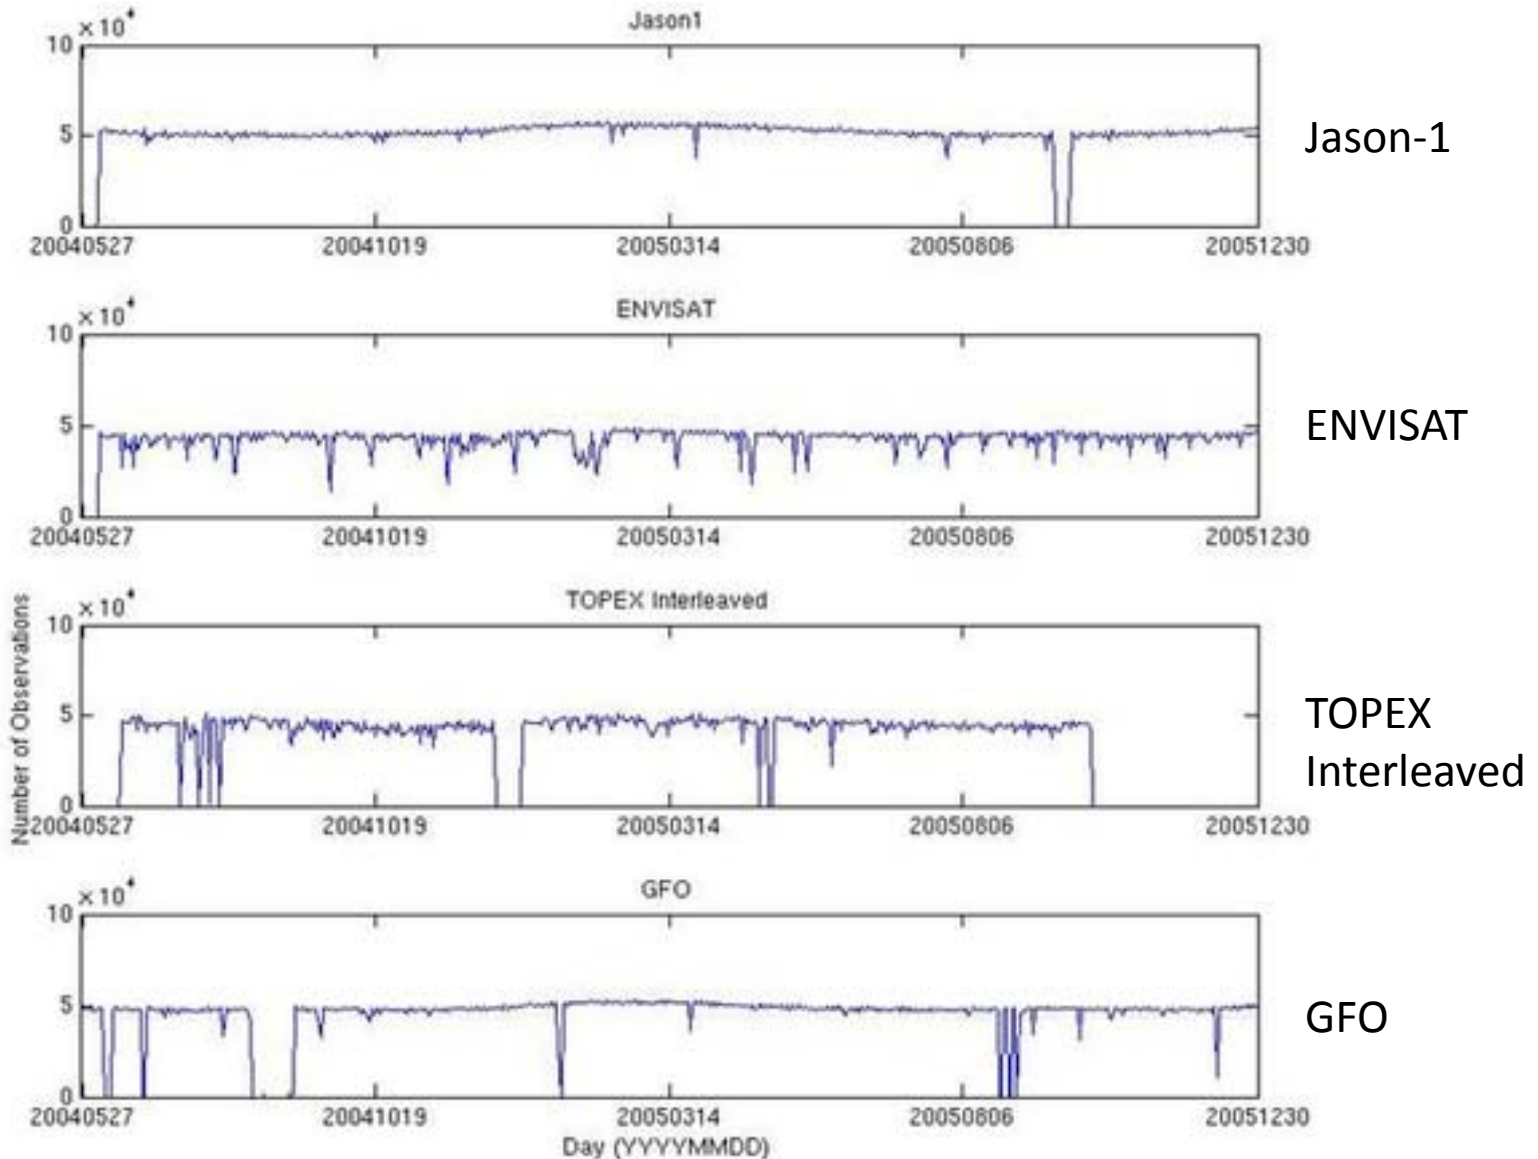 Jason1
× 10⁴
10
5
0
20040527 20041019 20050314 20050806 20051230
Jason-1
ENVISAT
× 10⁴
10
5
0
20040527 20041019 20050314 20050806 20051230
ENVISAT
TOPEX Interleaved
× 10⁴
10
5
0
20040527 20041019 20050314 20050806 20051230
TOPEX
Interleaved
Number of Observations
GFO
× 10⁴
10
5
0
20040527 20041019 20050314 20050806 20051230
GFO
Day (YYYYMMDD)